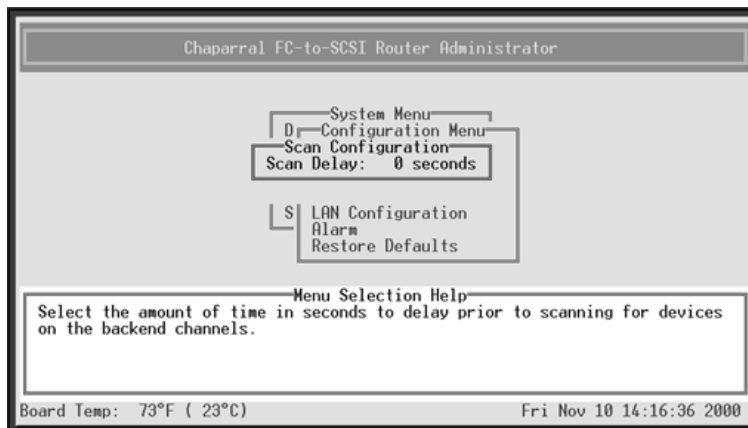 Chaparral FC-to-SCSI Router Administrator
System Menu
D Configuration Menu
Scan Configuration
Scan Delay: 0 seconds
S LAN Configuration
Alarm
Restore Defaults
Menu Selection Help
Select the amount of time in seconds to delay prior to scanning for devices
on the backend channels.
Board Temp: 73°F ( 23°C) Fri Nov 10 14:16:36 2000